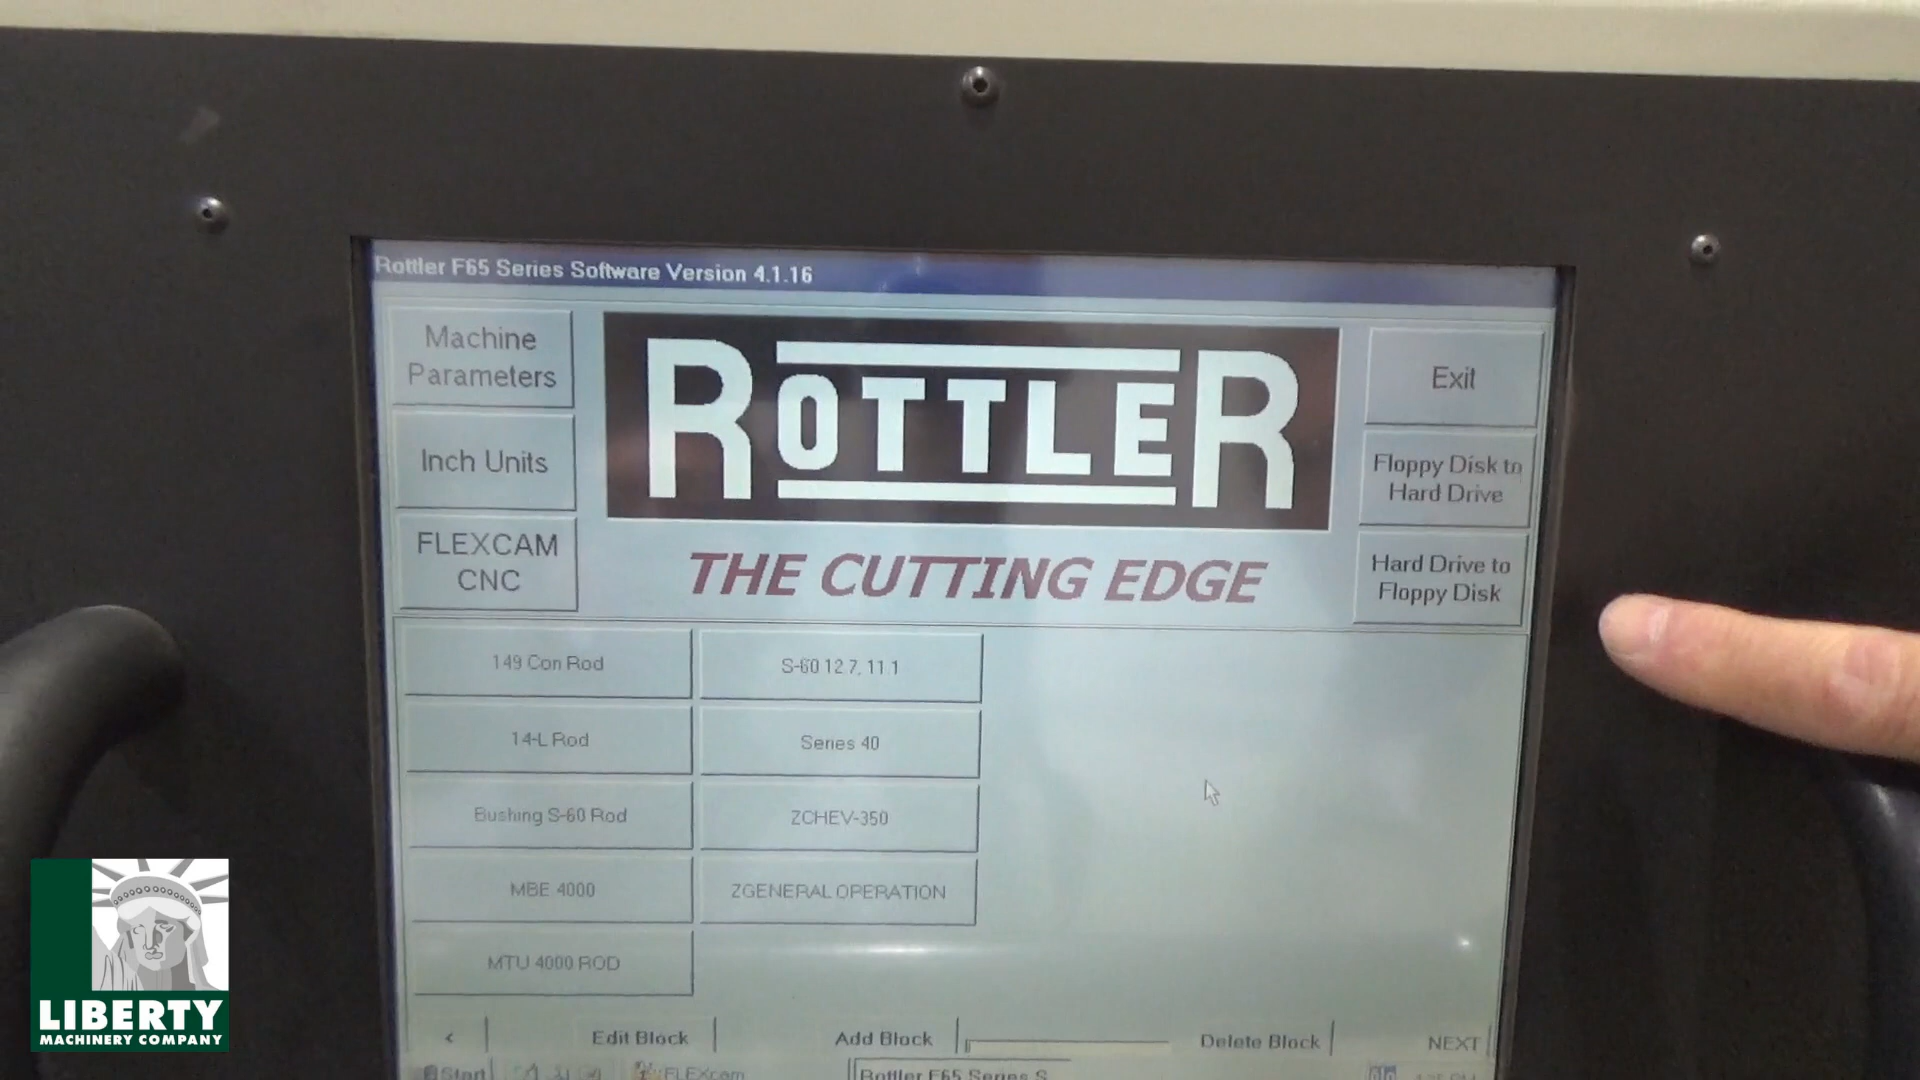 Rottler F65 Series Software Version 4.1.16
Machine
Parameters
Inch Units
FLEXCAM
CNC
ROTTLER
THE CUTTING EDGE
Exit
Floppy Disk to
Hard Drive
Hard Drive to
Floppy Disk
149 Con Rod
S-60 12.7, 11.1
14-L Rod
Series 40
Bushing S-60 Rod
ZCHEV-350
MBE 4000
ZGENERAL OPERATION
MTU 4000 ROD
<
Edit Block
Add Block
Delete Block
NEXT
Start
FLEXcam
Rottler F65 Series S
LIBERTY
MACHINERY COMPANY